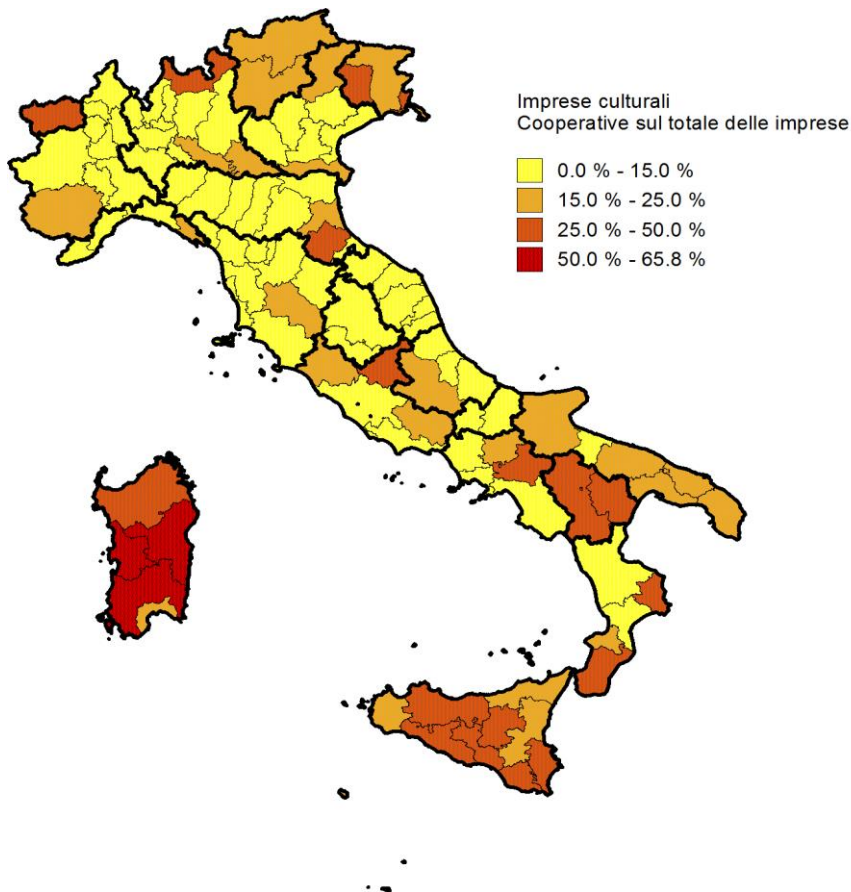 Imprese culturali
Cooperative sul totale delle imprese
0.0 % - 15.0 %
15.0 % - 25.0 %
25.0 % - 50.0 %
50.0 % - 65.8 %